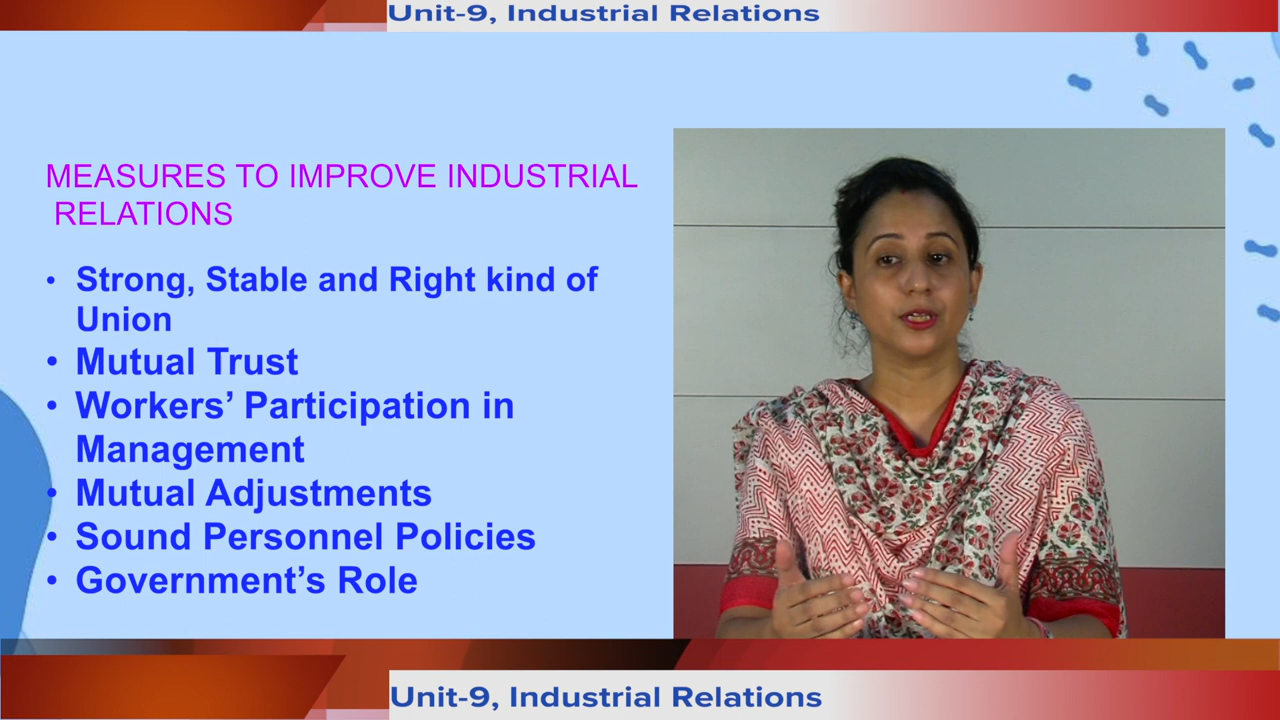 Unit-9, Industrial Relations
MEASURES TO IMPROVE INDUSTRIAL
RELATIONS
• Strong, Stable and Right kind of
Union
• Mutual Trust
• Workers’ Participation in
Management
• Mutual Adjustments
• Sound Personnel Policies
• Government’s Role
Unit-9, Industrial Relations